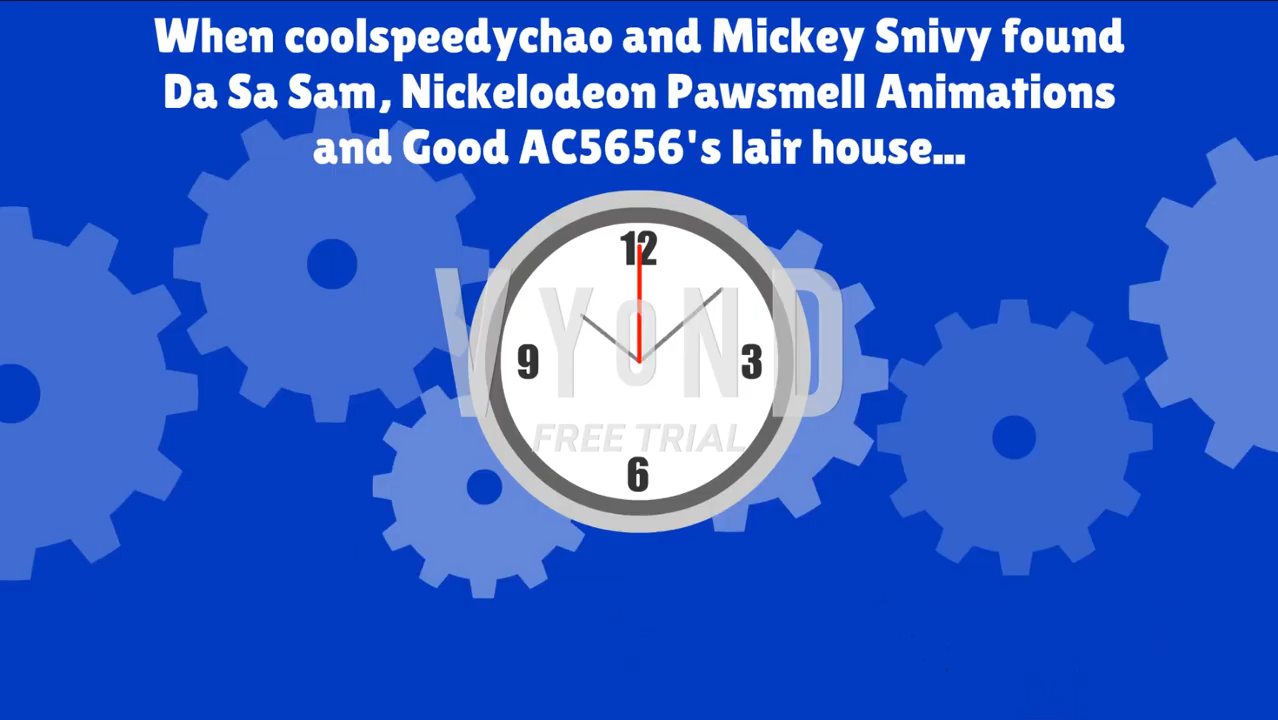 When coolspeedychao and Mickey Snivy found
Da Sa Sam, Nickelodeon Pawsmell Animations
and Good AC5656's lair house...
12
9
3
6
VYOND
FREE TRIAL